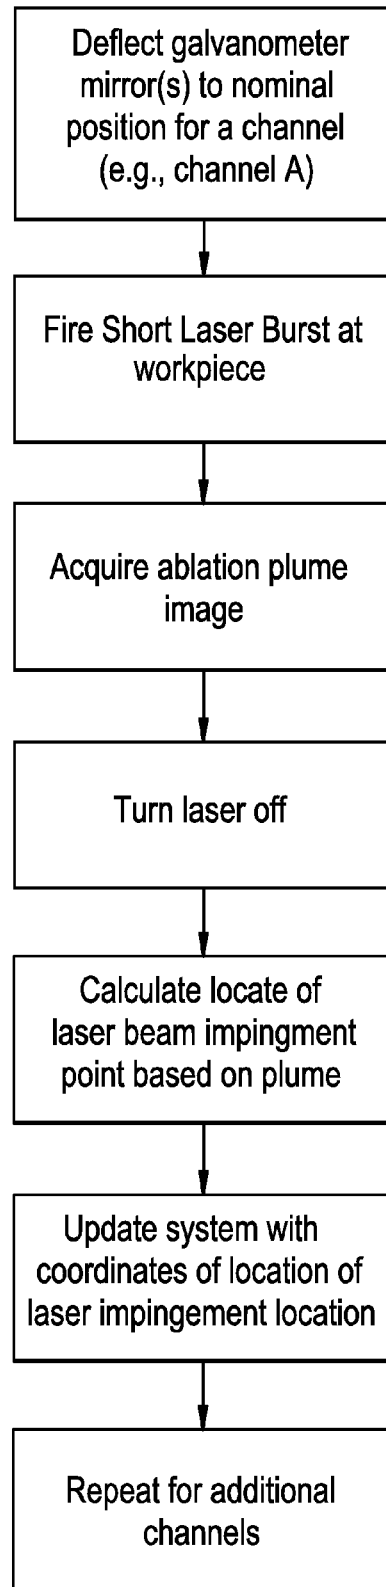 Deflect galvanometer
mirror(s) to nominal
position for a channel
(e.g., channel A)
Fire Short Laser Burst at
workpiece
Acquire ablation plume
image
Turn laser off
Calculate locate of
laser beam impingment
point based on plume
Update system with
coordinates of location of
laser impingement location
Repeat for additional
channels